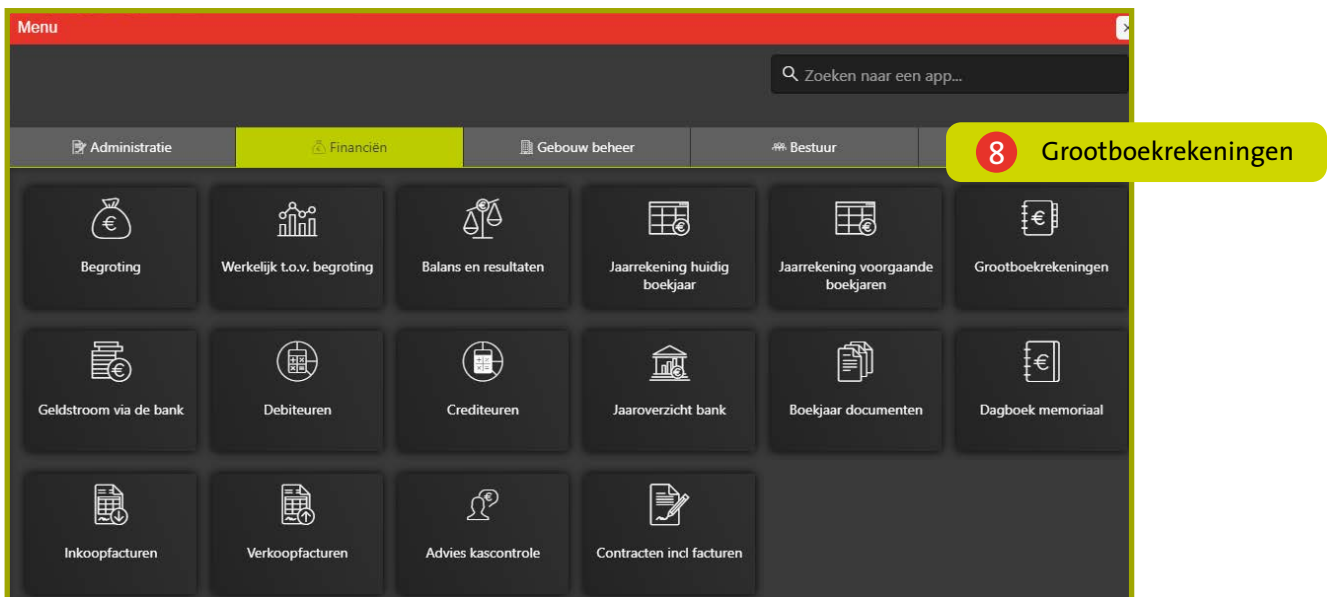 Menu
Zoeken naar een app...
Administratie
Financiën
Gebouw beheer
Bestuur
8 Grootboekrekeningen
Begroting
Werkelijk t.o.v. begroting
Balans en resultaten
Jaarrekening huidig
boekjaar
Jaarrekening voorgaande
boekjaren
Grootboekrekeningen
Geldstroom via de bank
Debiteuren
Crediteuren
Jaaroverzicht bank
Boekjaar documenten
Dagboek memoriaal
Inkoopfacturen
Verkoopfacturen
Advies kascontrole
Contracten incl facturen